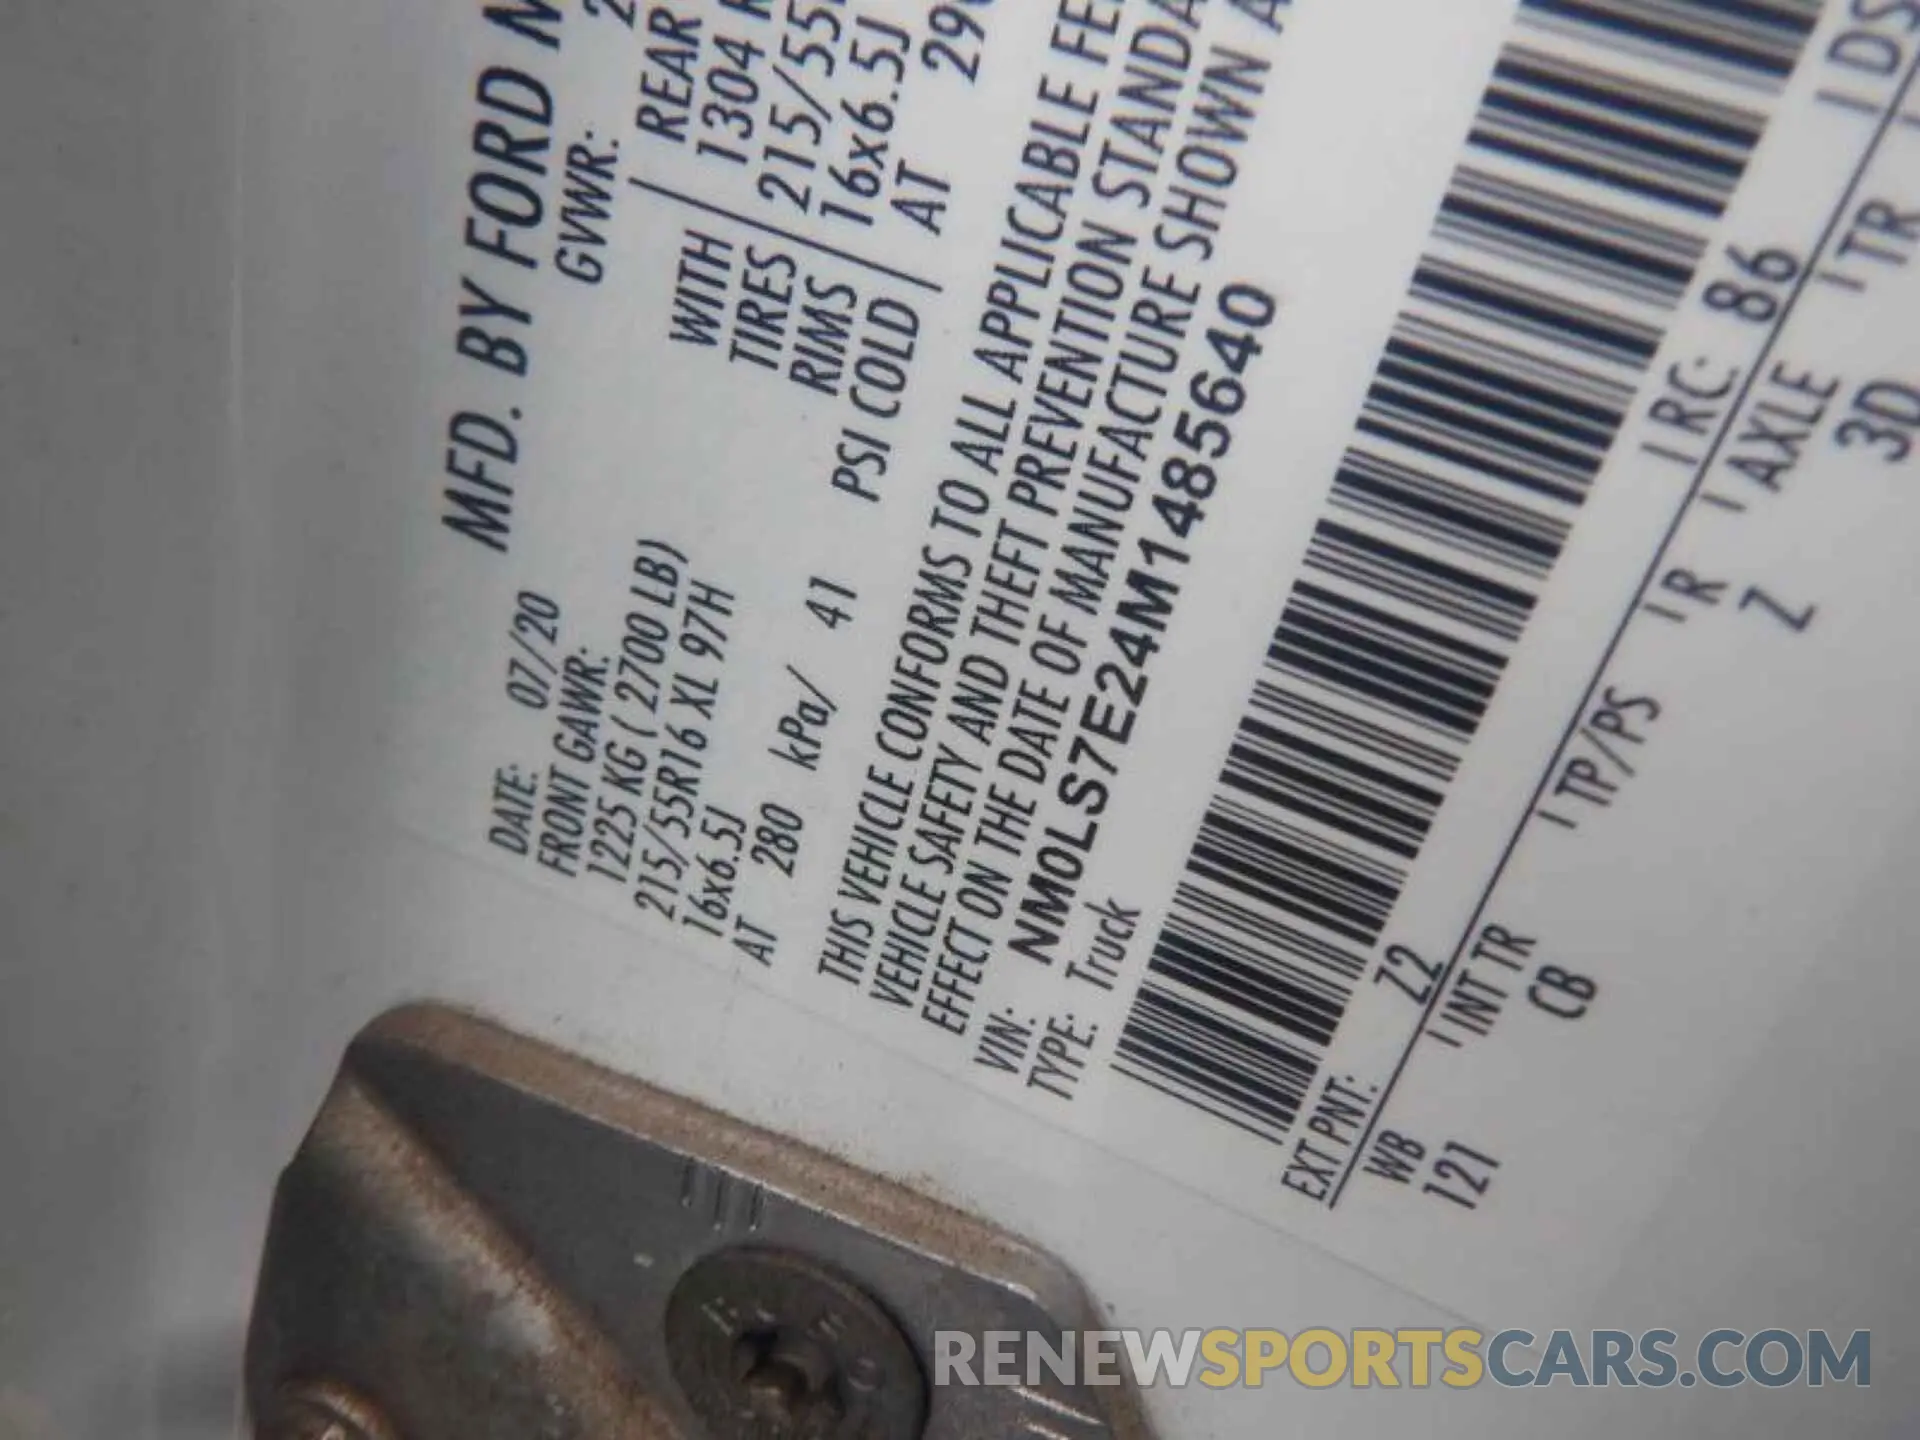 MFD. BY FORD
DATE: 07/20 GVWR:
FRONT GAWR: REAR
1225 KG ( 2700 LB) WITH 1304
215/55R16 XL 97H TIRES 215/55
16x6.5J RIMS 16x6.5J
AT 280 kPa/ 41 PSI COLD AT
THIS VEHICLE CONFORMS TO ALL APPLICABLE
VEHICLE SAFETY AND THEFT PREVENTION
EFFECT ON THE DATE OF MANUFACTURE SHOWN
VIN: NM0LS7E24M1485640
TYPE: Truck
EXT PNT: Z2 RC: 86 DS
WB INT TR TP/PS R AXLE TR
121 CB Z 3D
RENEWSPORTSCARS.COM